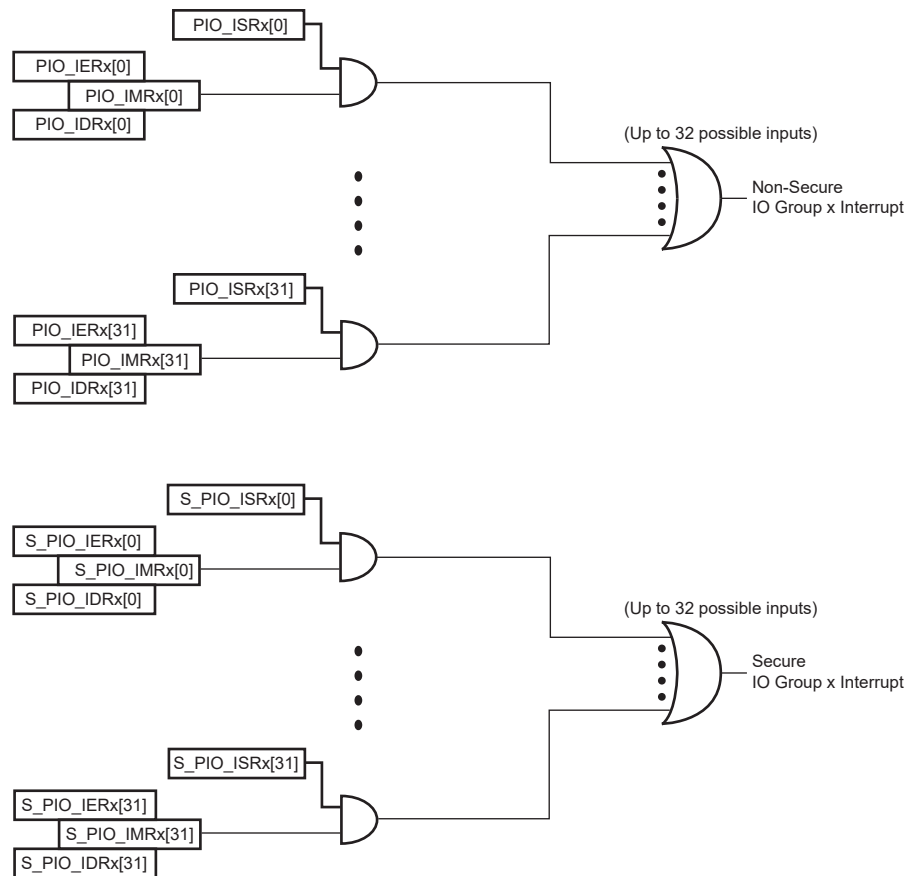 PIO_ISRx[0]
PIO_IERx[0]
PIO_IMRx[0]
PIO_IDRx[0]
(Up to 32 possible inputs)
Non-Secure
IO Group x Interrupt
PIO_ISRx[31]
PIO_IERx[31]
PIO_IMRx[31]
PIO_IDRx[31]
S_PIO_ISRx[0]
S_PIO_IERx[0]
S_PIO_IMRx[0]
S_PIO_IDRx[0]
(Up to 32 possible inputs)
Secure
IO Group x Interrupt
S_PIO_ISRx[31]
S_PIO_IERx[31]
S_PIO_IMRx[31]
S_PIO_IDRx[31]